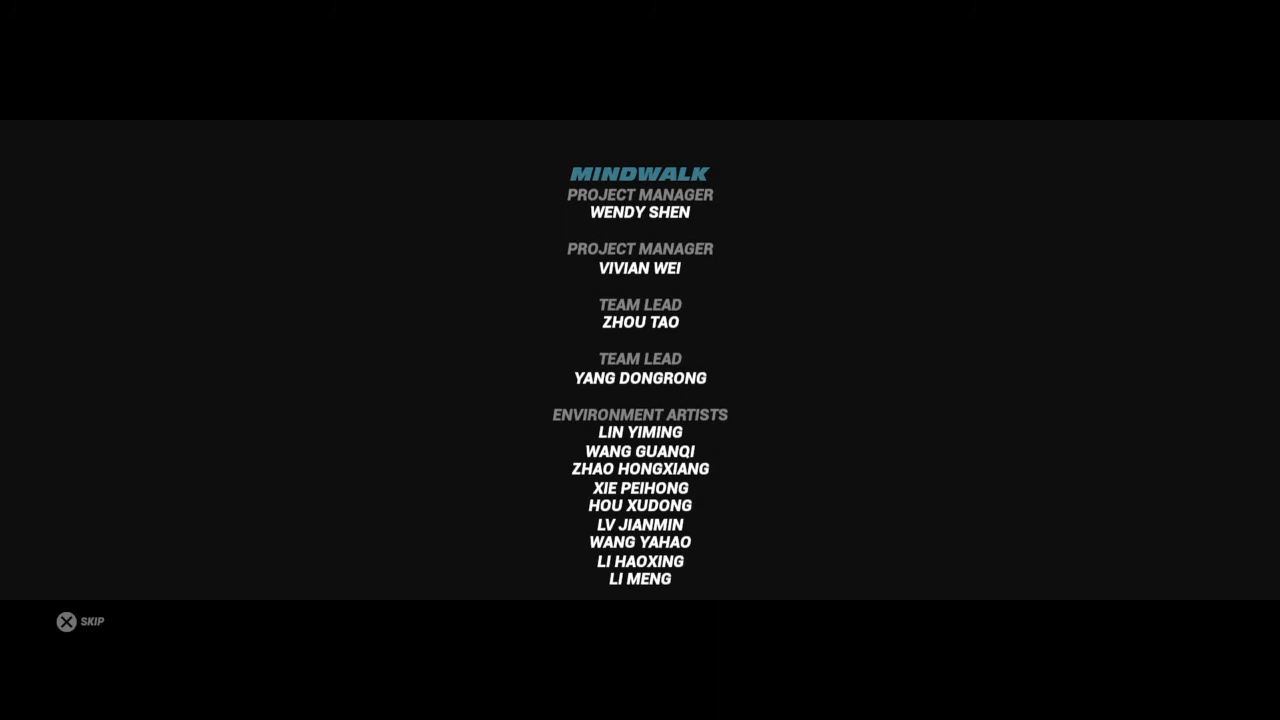 MINDWALK
PROJECT MANAGER
WENDY SHEN
PROJECT MANAGER
VIVIAN WEI
TEAM LEAD
ZHOU TAO
TEAM LEAD
YANG DONGRONG
ENVIRONMENT ARTISTS
LIN YIMING
WANG GUANQI
ZHAO HONGXIANG
XIE PEIHONG
HOU XUDONG
LV JIANMIN
WANG YAHAO
LI HAOXING
LI MENG
SKIP